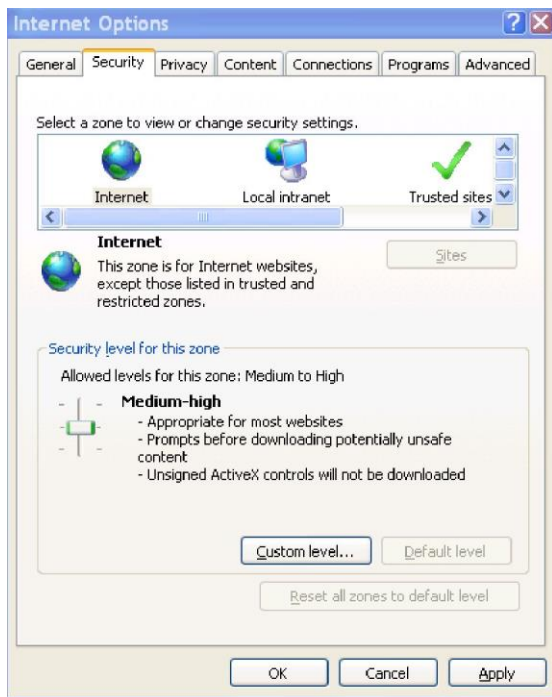 Internet Options
General Security Privacy Content Connections Programs Advanced
Select a zone to view or change security settings.
Internet Local intranet Trusted sites
Internet
This zone is for Internet websites,
except those listed in trusted and
restricted zones.
Sites
Security level for this zone
Allowed levels for this zone: Medium to High
Medium-high
- Appropriate for most websites
- Prompts before downloading potentially unsafe
content
- Unsigned ActiveX controls will not be downloaded
Custom level... Default level
Reset all zones to default level
OK Cancel Apply